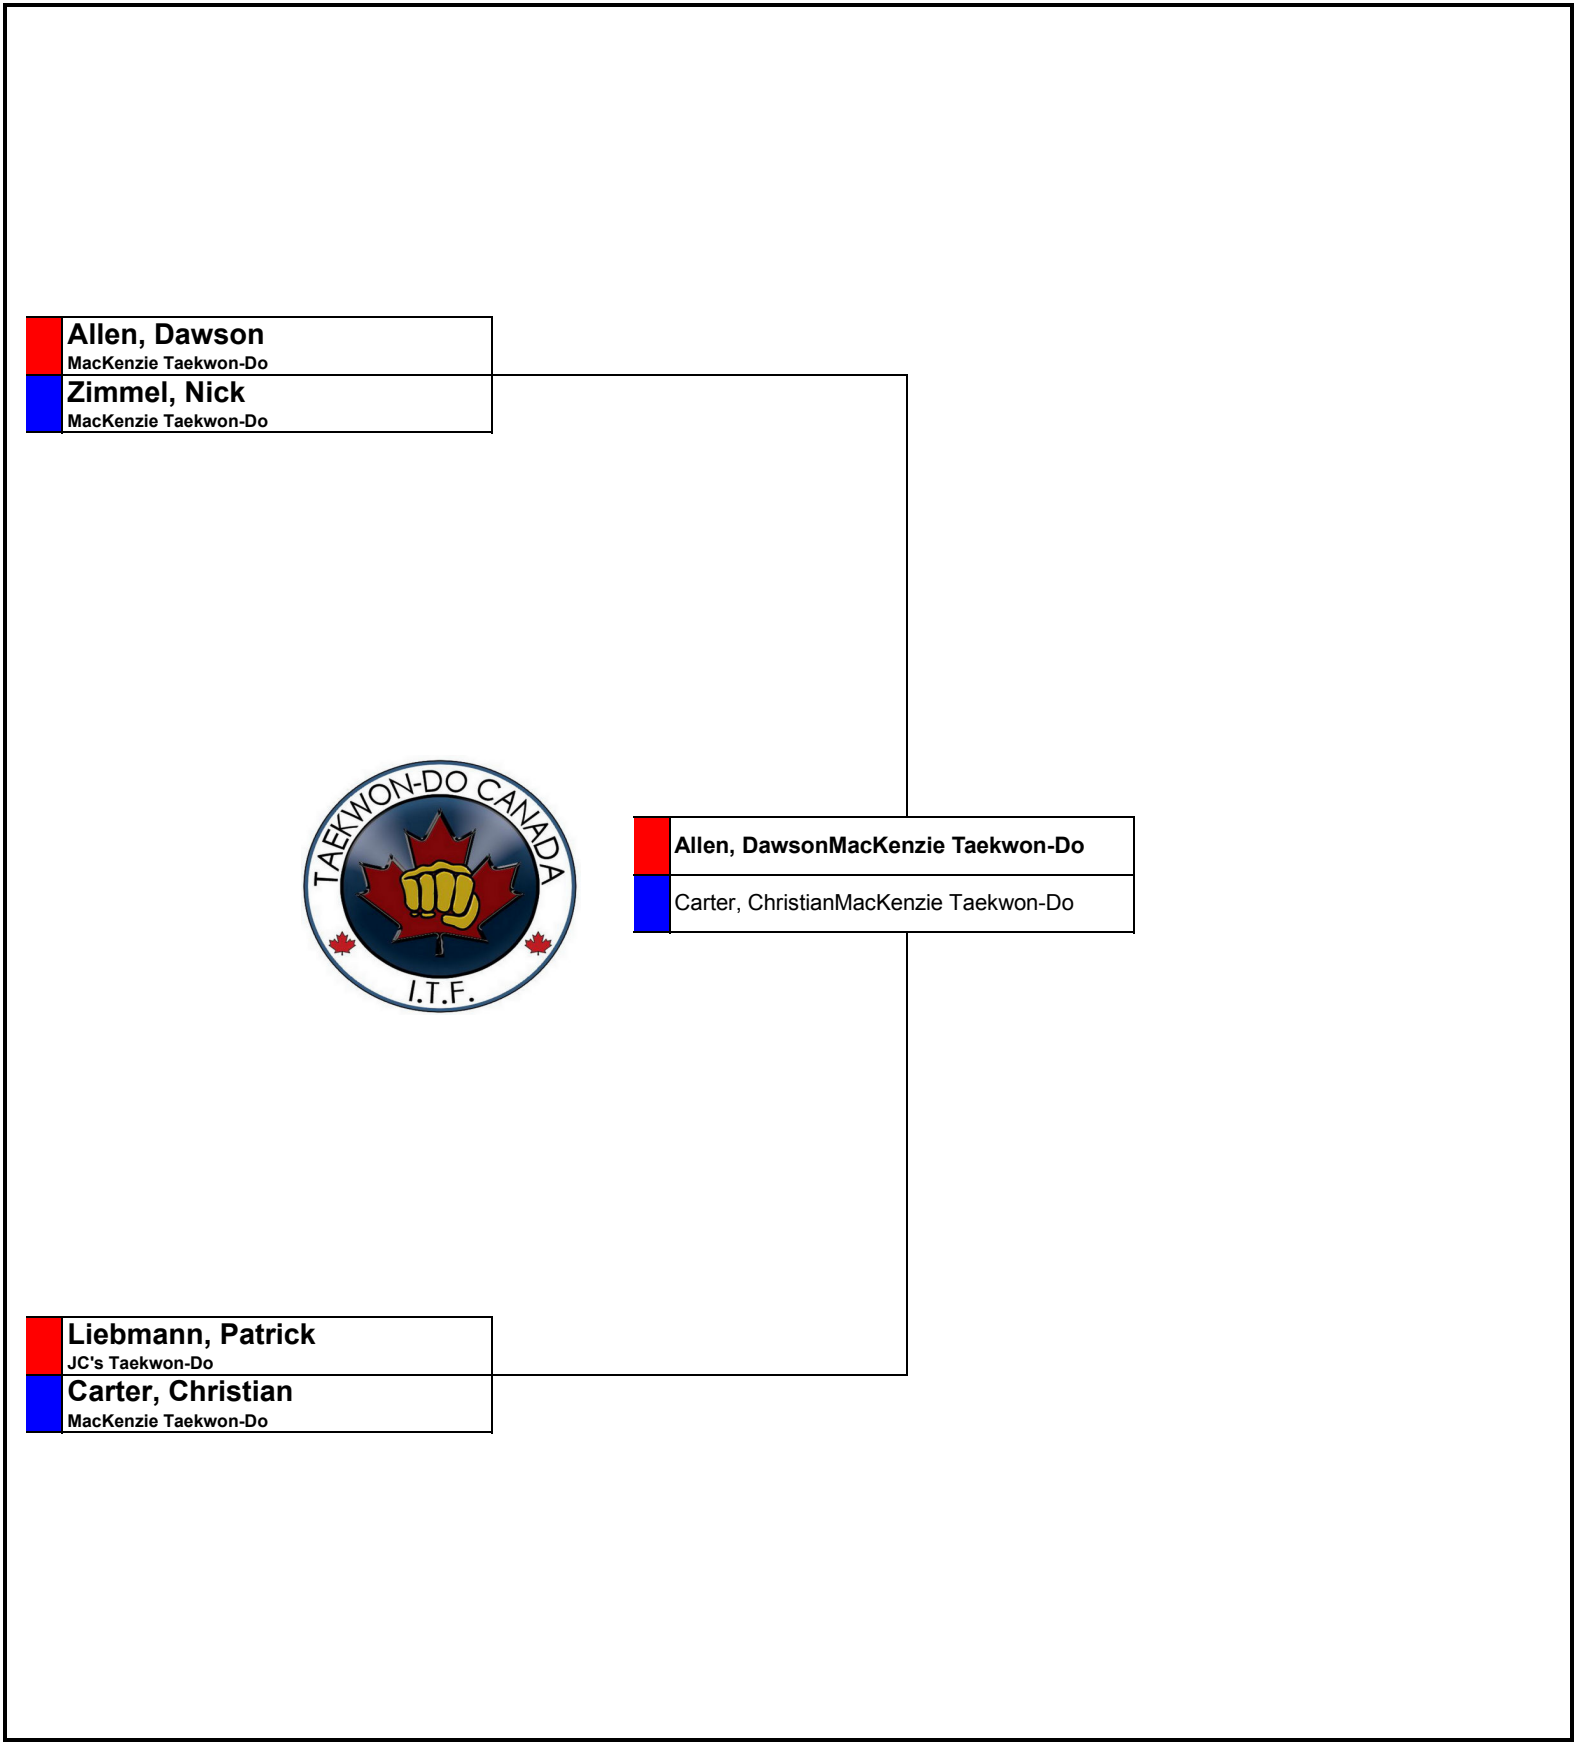 Allen, Dawson
MacKenzie Taekwon-Do
Zimmel, Nick
MacKenzie Taekwon-Do
TAEKWON-DO CANADA
I.T.F.
Allen, DawsonMacKenzie Taekwon-Do
Carter, ChristianMacKenzie Taekwon-Do
Liebmann, Patrick
JC's Taekwon-Do
Carter, Christian
MacKenzie Taekwon-Do